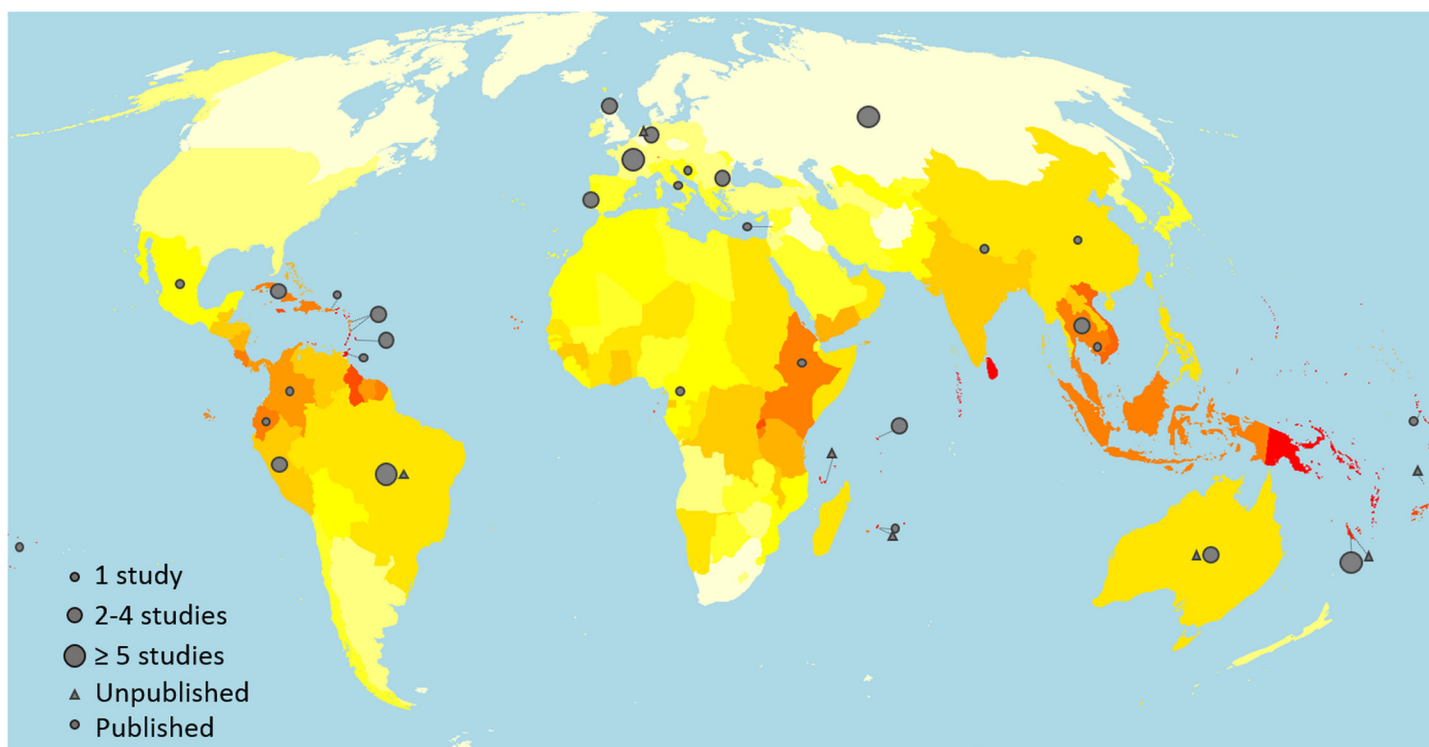 1 study
2-4 studies
≥ 5 studies
Unpublished
Published